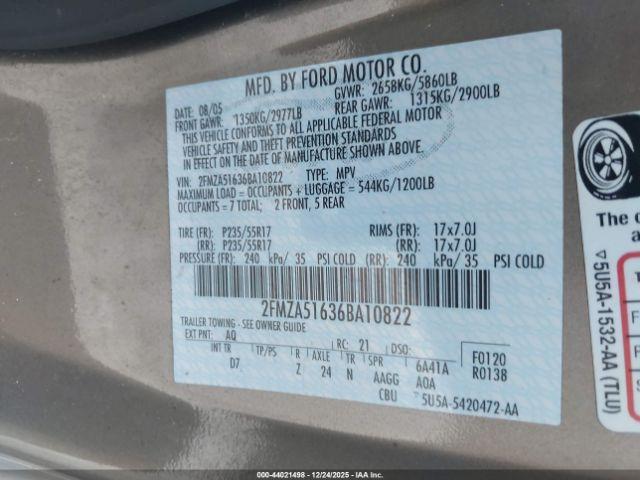 MFD. BY FORD MOTOR CO.
DATE: 08/05 GVWR: 2658KG/5860LB
FRONT GAWR: 1350KG/2977LB REAR GAWR: 1315KG/2900LB
THIS VEHICLE CONFORMS TO ALL APPLICABLE FEDERAL MOTOR
VEHICLE SAFETY AND THEFT PREVENTION STANDARDS
IN EFFECT ON THE DATE OF MANUFACTURE SHOWN ABOVE.
VIN: 2FMZA51636BA10822 TYPE: MPV
MAXIMUM LOAD = OCCUPANTS + LUGGAGE = 544KG/1200LB
OCCUPANTS = 7 TOTAL; 2 FRONT, 5 REAR
TIRE (FR): P235/55R17 RIMS (FR): 17x7.0J
(RR): P235/55R17 (RR): 17x7.0J
PRESSURE (FR): 240 kPa/ 35 PSI COLD (RR): 240 kPa/ 35 PSI COLD
2FMZA51636BA10822
TRAILER TOWING - SEE OWNER GUIDE
EXT PNT: AQ RC: 21 DSO:
INT TR TP/PS R AXLE TR SPR 6A41A F0120
D7 Z 24 N AAGG AOA R0138
CBU 5U5A-5420472-AA
The
▽5U5A-1532-AA (TLU)
000-44021498 - 12/24/2025 - IAA Inc.